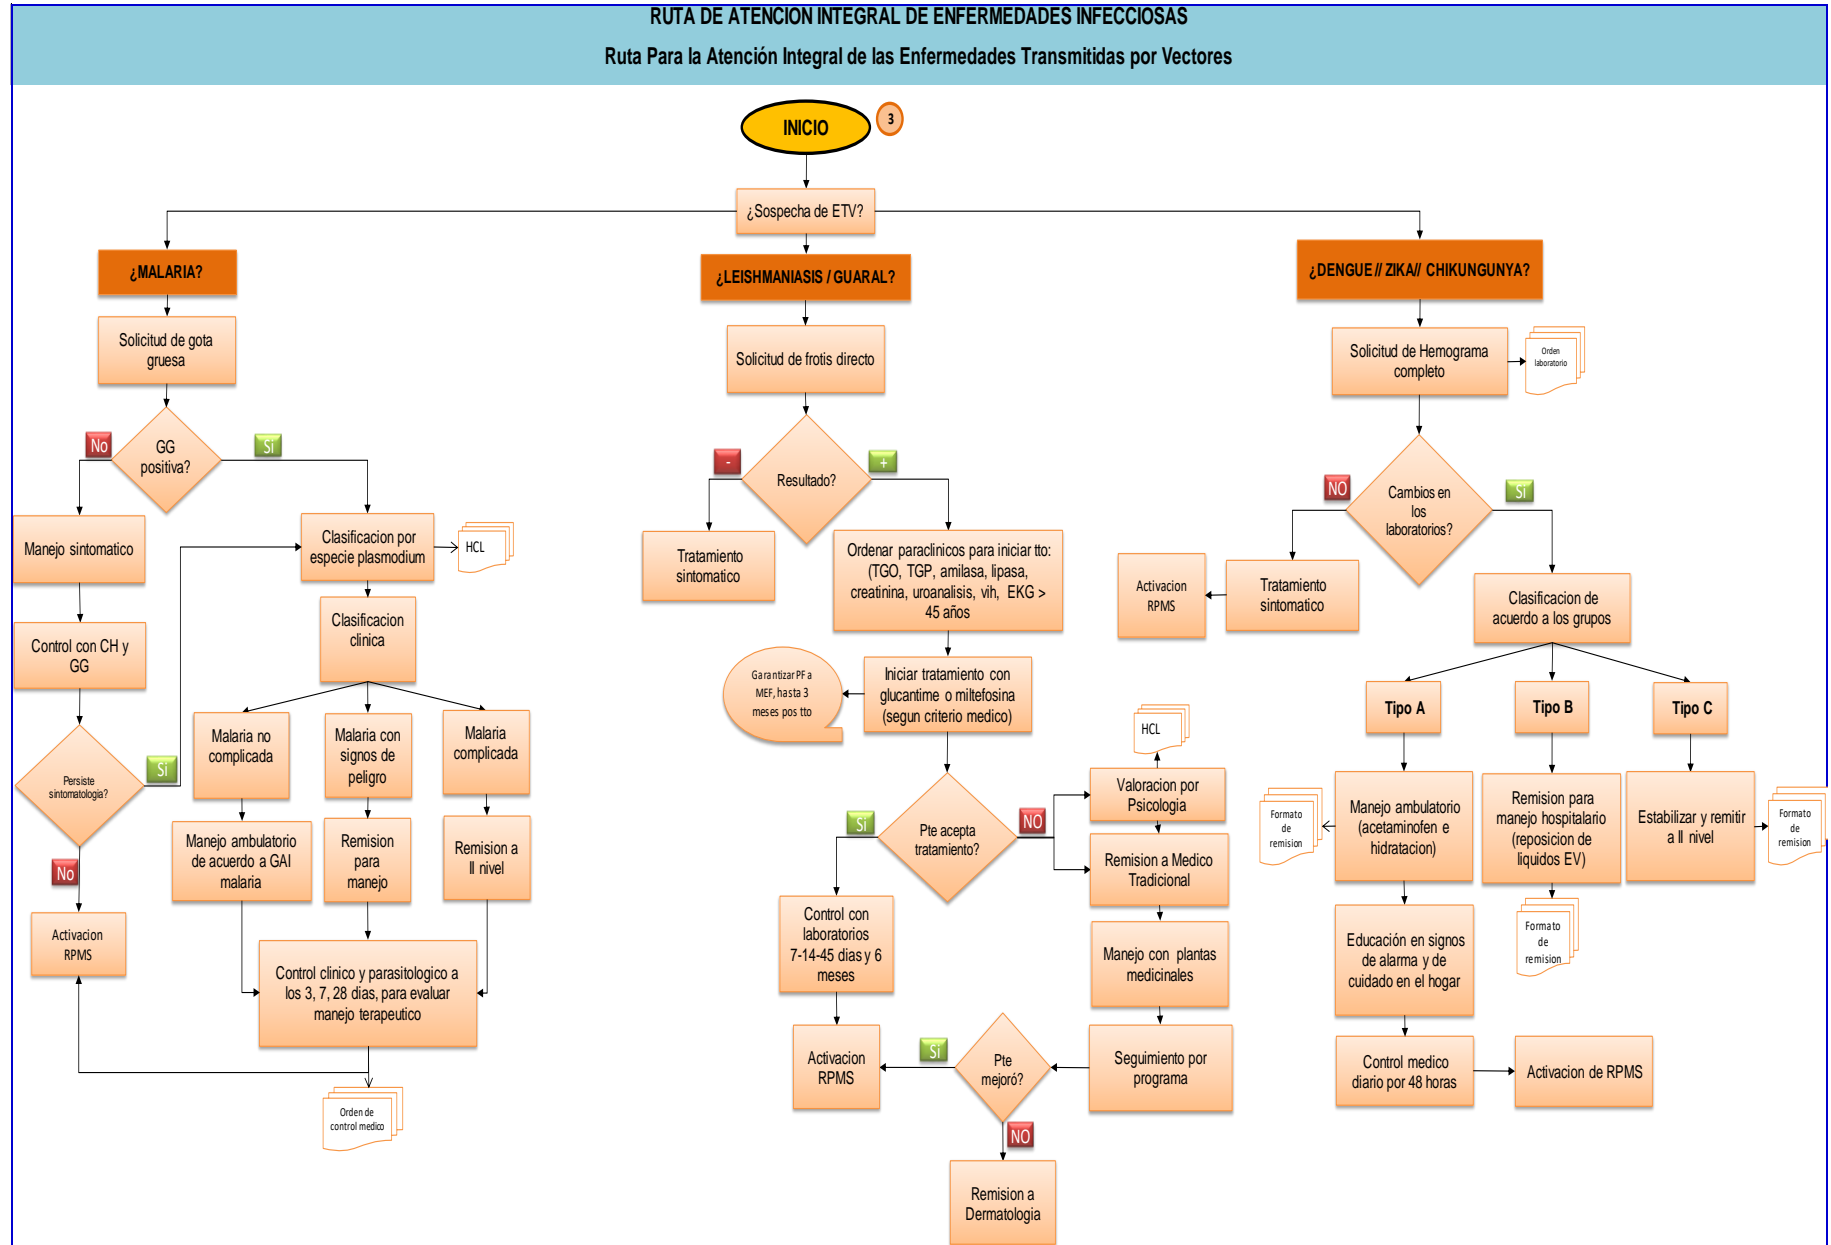 RUTA DE ATENCION INTEGRAL DE ENFERMEDADES INFECCIOSAS
Ruta Para la Atención Integral de las Enfermedades Transmitidas por Vectores
INICIO
3
¿Sospecha de ETV?
¿MALARIA?
Solicitud de gota
gruesa
GG
positiva?
No
Si
Manejo sintomatico
Control con CH y
GG
Persiste
sintomatologia?
Si
No
Activacion
RPMS
Clasificacion por
especie plasmodium
HCL
Clasificacion
clinica
Malaria no
complicada
Malaria con
signos de
peligro
Malaria
complicada
Manejo ambulatorio
de acuerdo a GAI
malaria
Remision
para
manejo
Remision a
II nivel
Control clinico y parasitologico a
los 3, 7, 28 dias, para evaluar
manejo terapeutico
Orden de
control medico
¿LEISHMANIASIS / GUARAL?
Solicitud de frotis directo
Resultado?
-
+
Tratamiento
sintomatico
Ordenar paraclinicos para iniciar tto:
(TGO, TGP, amilasa, lipasa,
creatinina, uroanalisis, vih, EKG >
45 años
Iniciar tratamiento con
glucantime o miltefosina
(segun criterio medico)
Garantizar PF a
MEF, hasta 3
meses pos tto
Pte acepta
tratamiento?
Si
NO
HCL
Valoracion por
Psicologia
Remision a Medico
Tradicional
Manejo con plantas
medicinales
Seguimiento por
programa
Control con
laboratorios
7-14-45 dias y 6
meses
Activacion
RPMS
Pte
mejoró?
Si
NO
Remision a
Dermatologia
¿DENGUE // ZIKA// CHIKUNGUNYA?
Solicitud de Hemograma
completo
Orden
laboratorio
Cambios en
los
laboratorios?
NO
Si
Tratamiento
sintomatico
Activacion
RPMS
Clasificacion de
acuerdo a los grupos
Tipo A
Tipo B
Tipo C
Manejo ambulatorio
(acetaminofen e
hidratacion)
Formato
de
remision
Remision para
manejo hospitalario
(reposicion de
liquidos EV)
Formato
de
remision
Estabilizar y remitir
a II nivel
Formato
de
remision
Educación en signos
de alarma y de
cuidado en el hogar
Control medico
diario por 48 horas
Activacion de RPMS